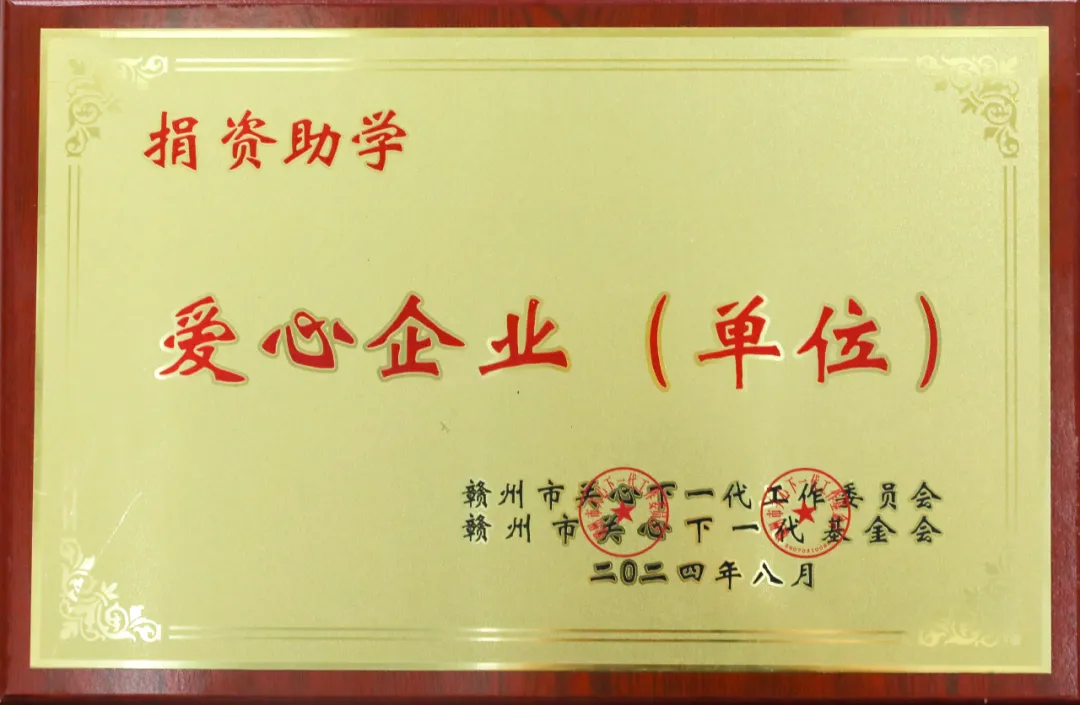 捐资助学
爱心企业（单位）
赣州市关心下一代工作委员会
赣州市关心下一代基金会
二0二四年八月